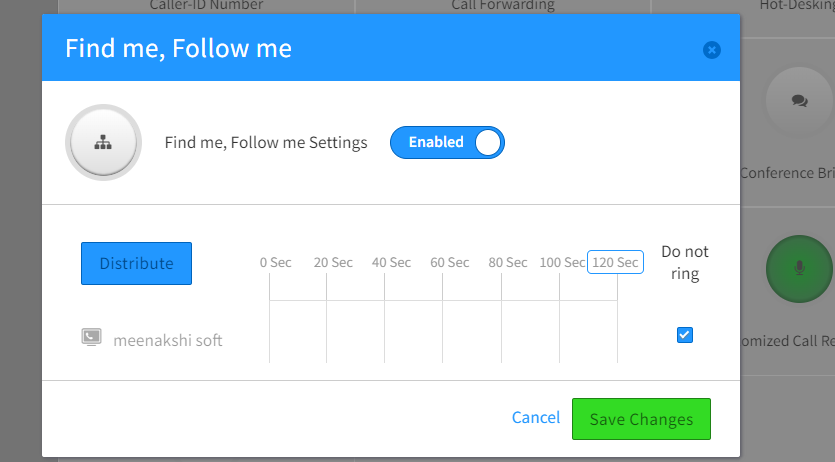 Caller-ID Number
Call Forwarding
Hot-Desking
Find me, Follow me
Find me, Follow me Settings
Enabled
Conference Bri
Distribute
0 Sec
20 Sec
40 Sec
60 Sec
80 Sec
100 Sec
120 Sec
Do not
ring
meenakshi soft
omized Call Re
Cancel
Save Changes